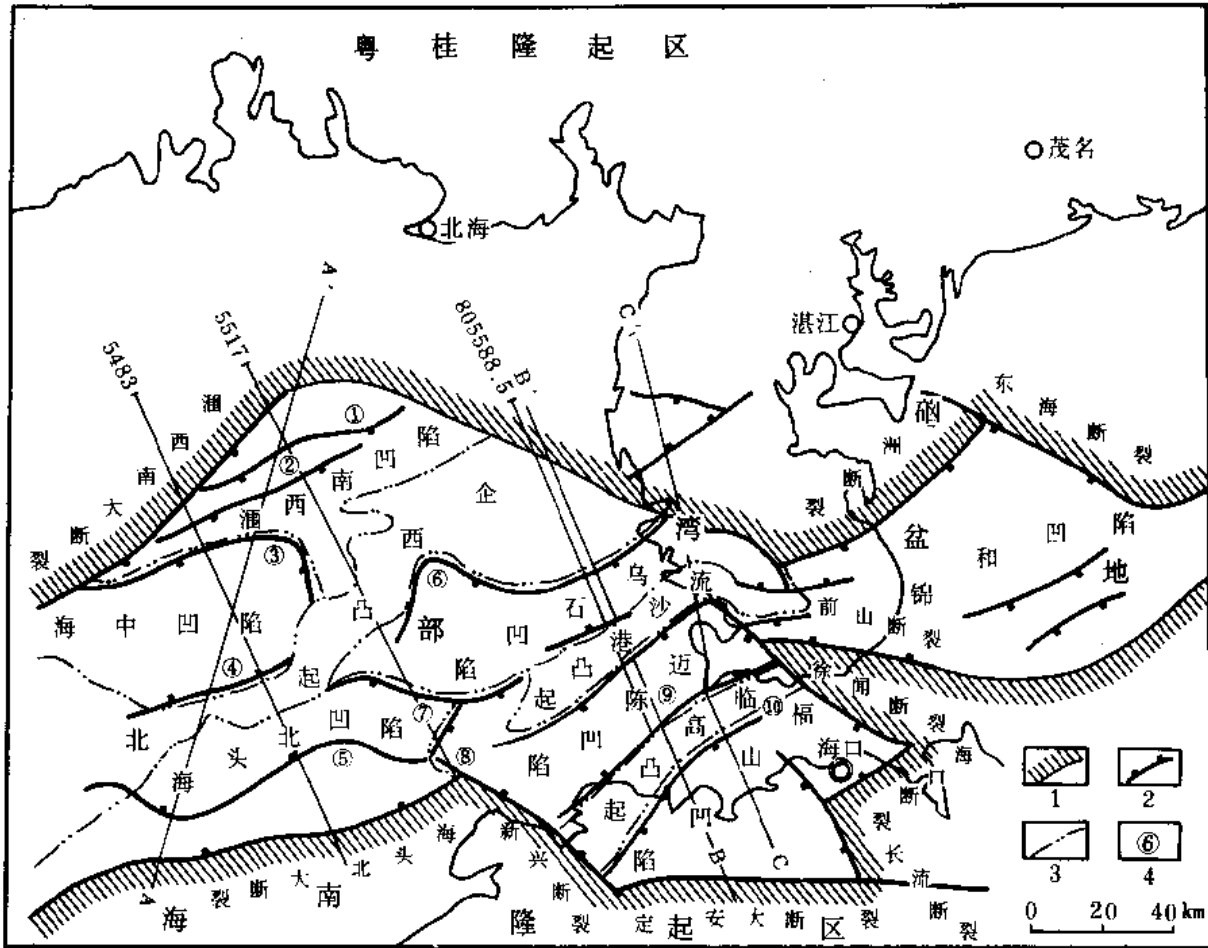 粤桂隆起区
茂名
北海
A'
C'
湛江
5517
805588.5
B'
5483
东海断裂
硇洲断裂
涠西南大断裂
①
②
涠西南凹陷
企西凸起
③
湾
盆
地
锦和凹陷
⑥
乌石凹陷
流沙港凸起
前山断裂
海中凹陷
部
北
④
迈陈凹陷
⑨
⑩
徐闻断裂
临高凸起
福山凹陷
海头北凹陷
⑦
⑤
⑧
海口
海口断裂
长流断裂
海头北大断裂
新兴断裂
定安大断裂
海南隆起区
A
B
C
1
2
3
⑥
4
0 20 40 km